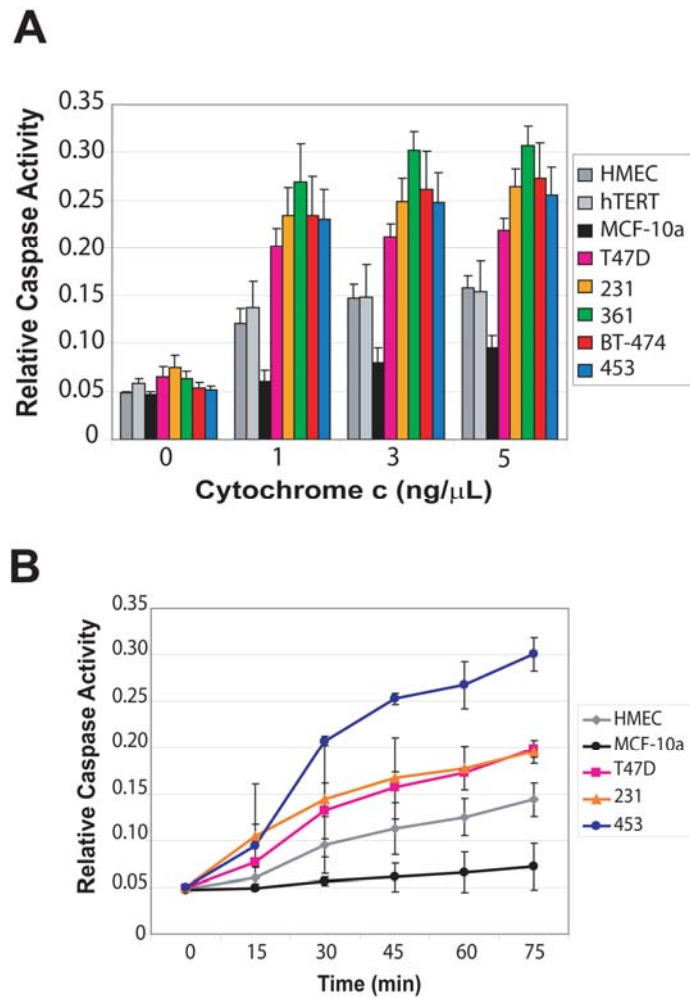 A
Relative Caspase Activity
0.35
0.30
0.25
0.20
0.15
0.10
0.05
0
0 1 3 5
Cytochrome c (ng/μL)
HMEC
hTERT
MCF-10a
T47D
231
361
BT-474
453
B
Relative Caspase Activity
0.35
0.30
0.25
0.20
0.15
0.10
0.05
0
0 15 30 45 60 75
Time (min)
HMEC
MCF-10a
T47D
231
453